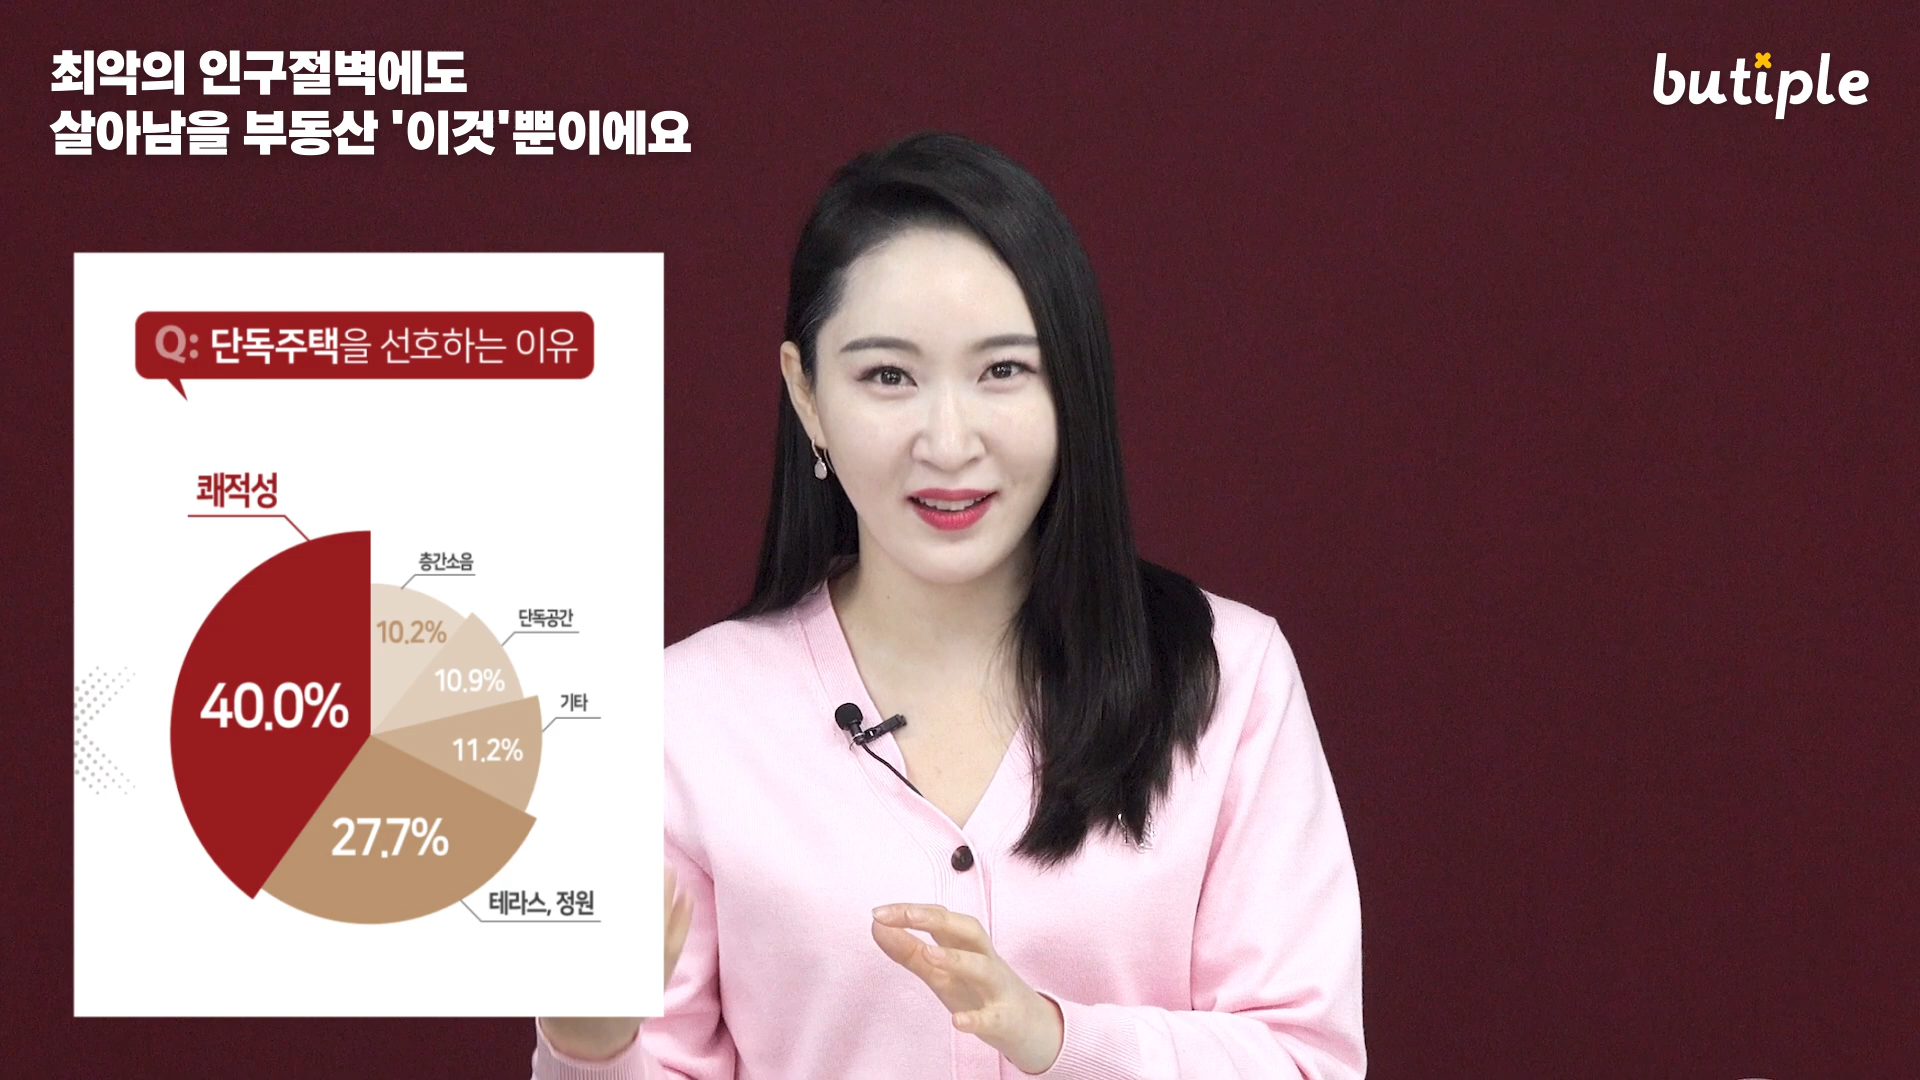 최악의 인구절벽에도
살아남을 부동산 '이것'뿐이에요
butiple
Q: 단독주택을 선호하는 이유
쾌적성
40.0%
층간소음
10.2%
단독공간
10.9%
기타
11.2%
27.7%
테라스, 정원